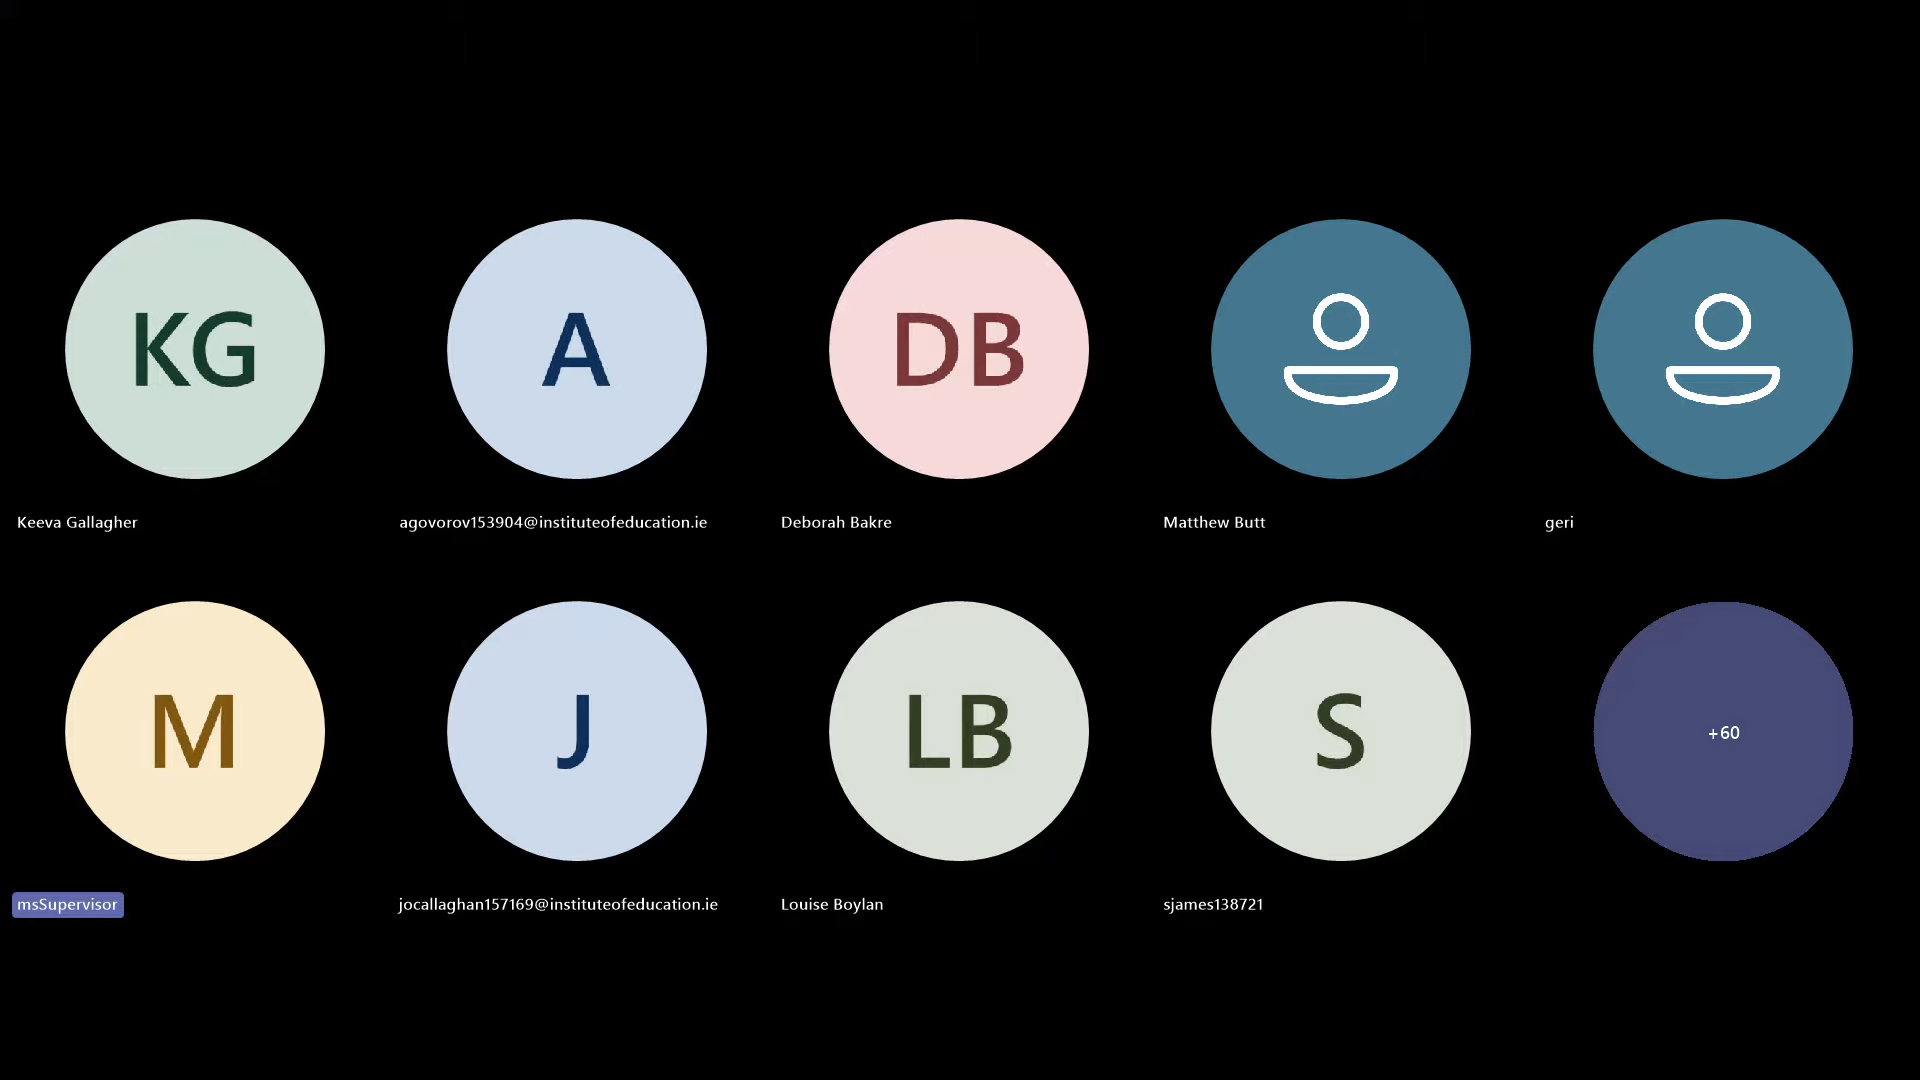 KG
A
DB
Keeva Gallagher
agovorov153904@instituteofeducation.ie
Deborah Bakre
Matthew Butt
geri
M
J
LB
S
+60
msSupervisor
jocallaghan157169@instituteofeducation.ie
Louise Boylan
sjames138721